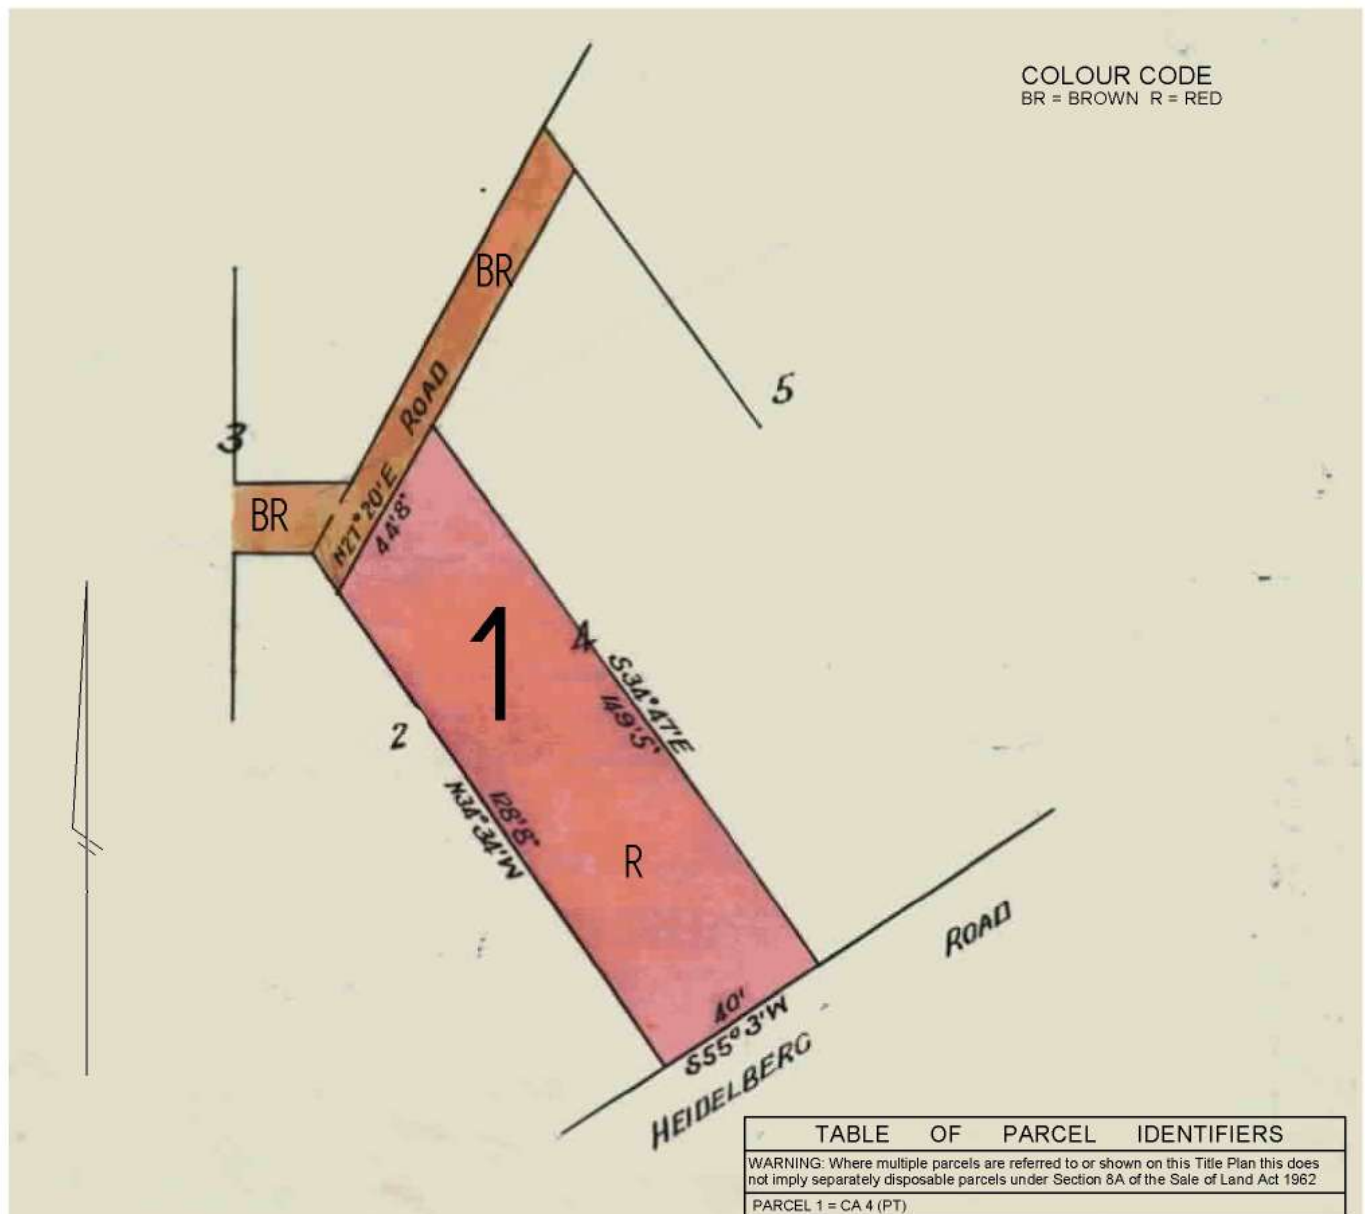 COLOUR CODE
BR = BROWN R = RED
BR
5
ROAD
3
BR
N27° 20' E
44'8"
1
4
S34°47'E
149'5"
2
128'8"
N34°34'W
R
ROAD
40'
S55° 3'W
HEIDELBERG
TABLE OF PARCEL IDENTIFIERS
WARNING: Where multiple parcels are referred to or shown on this Title Plan this does
not imply separately disposable parcels under Section 8A of the Sale of Land Act 1962
PARCEL 1 = CA 4 (PT)